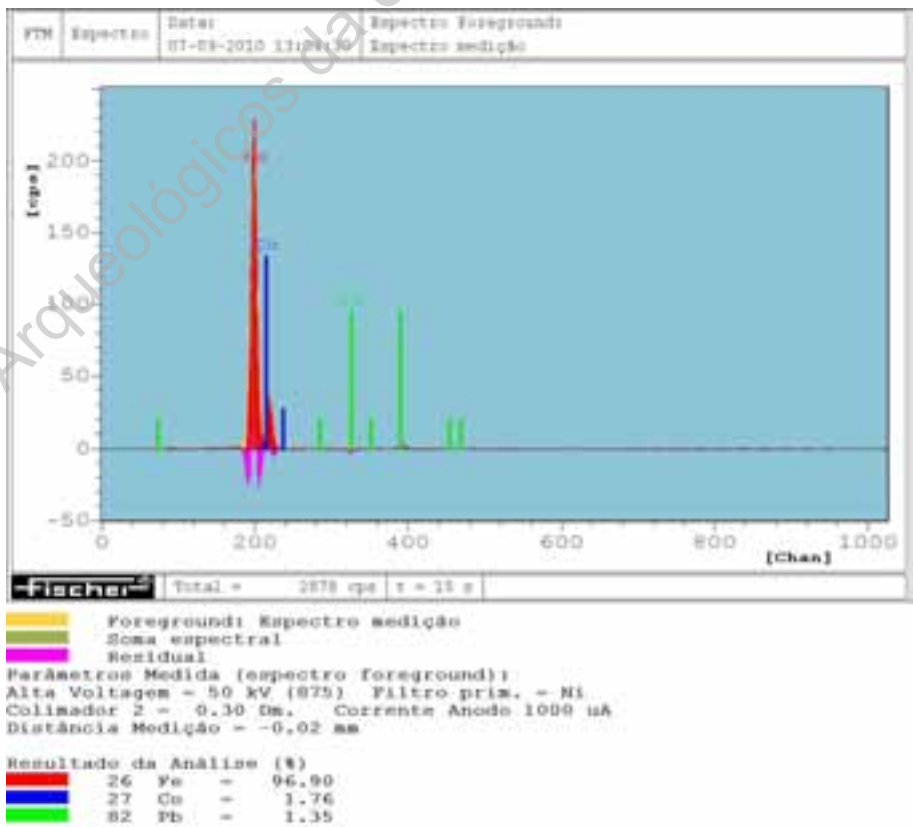 FTM Espectro Data: Espectro Foreground:
07-09-2010 Espectro medição
Arqueológicos da
[cps]
200
150
100
50
0
-50
Fe
Co
0 200 400 600 800 1000
[Chan]
Fischer Total = 2878 cps t = 15 s
Foreground: Espectro medição
Soma espectral
Residual
Parâmetros Medida (espectro foreground):
Alta Voltagem = 50 kV (875) Filtro prim. = Ni
Colimador 2 = 0.30 Dm. Corrente Anodo 1000 uA
Distância Medição = -0.02 mm
Resultado da Análise (%)
26 Fe = 96.90
27 Co = 1.76
82 Pb = 1.35